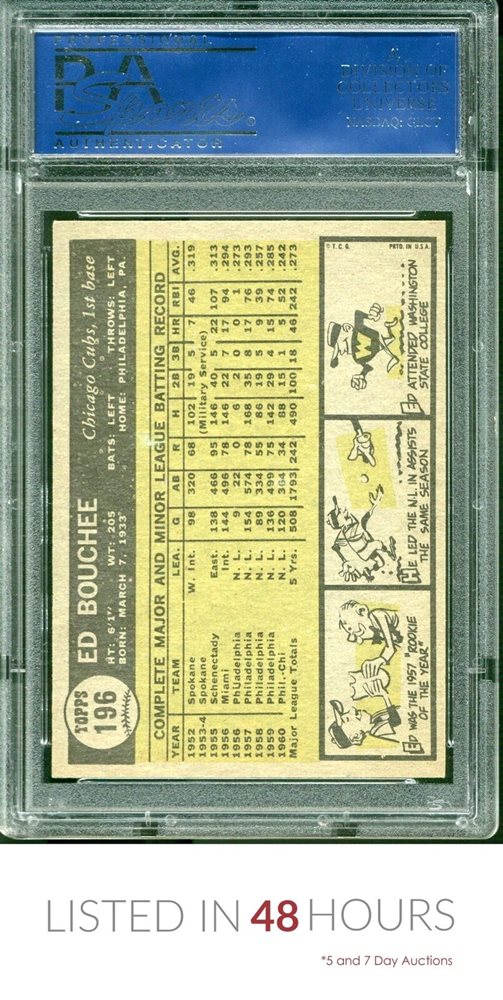 PROFESSIONAL
PSA
Sports®
AUTHENTICATOR
A
DIVISION OF
COLLECTORS
UNIVERSE
NASDAQ: CLCT
TOPPS
196
ED BOUCHEE Chicago Cubs, 1st base
HT: 6'1" WT: 205 BATS: LEFT THROWS: LEFT
BORN: MARCH 7, 1933 HOME: PHILADELPHIA, PA.
COMPLETE MAJOR AND MINOR LEAGUE BATTING RECORD
YEAR TEAM LEA. G AB R H 2B 3B HR RBI AVG.
1952 Spokane W. Int. 98 320 68 102 19 5 7 46 .319
1953-4 Spokane (Military Service)
1955 Schenectady East. 138 466 95 146 40 5 22 107 .313
1956 Miami Int. 144 496 78 146 22 7 17 94 .294
1956 Philadelphia N. L. 9 22 0 6 2 0 0 1 .273
1957 Philadelphia N. L. 154 574 78 168 35 8 17 76 .293
1958 Philadelphia N. L. 89 334 55 86 19 5 9 39 .257
1959 Philadelphia N. L. 136 499 75 142 29 4 15 74 .285
1960 Phil.-Chi N. L. 120 364 34 88 15 1 5 52 .242
Major League Totals 5 Yrs. 508 1793 242 490 100 18 46 242 .273
ED WAS THE 1957 "ROOKIE
OF THE YEAR"
HE LED THE N.L. IN ASSISTS
THE SAME SEASON
W
ED ATTENDED WASHINGTON
STATE COLLEGE
© T.C.G. PRTD. IN U.S.A.
LISTED IN 48 HOURS
*5 and 7 Day Auctions